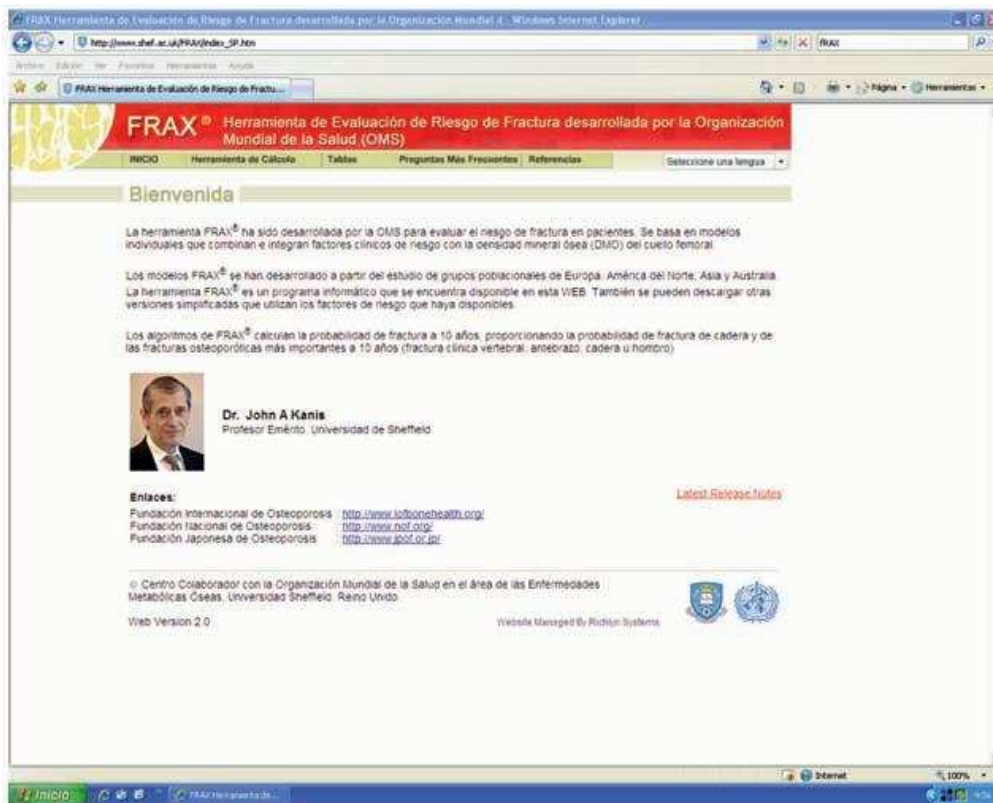 FRAX Herramienta de Evaluación de Riesgo de Fractura desarrollada por la Organización Mundial d - Windows Internet Explorer
http://www.shef.ac.uk/FRAX/index_SP.htm
FRAX
Archivo Edición Ver Favoritos Herramientas Ayuda
FRAX Herramienta de Evaluación de Riesgo de Fractu...
Página
Herramientas
FRAX® Herramienta de Evaluación de Riesgo de Fractura desarrollada por la Organización
Mundial de la Salud (OMS)
INICIO Herramienta de Cálculo Tablas Preguntas Más Frecuentes Referencias Seleccione una lengua
Bienvenida
La herramienta FRAX® ha sido desarrollada por la OMS para evaluar el riesgo de fractura en pacientes. Se basa en modelos
individuales que combinan e integran factores clínicos de riesgo con la densidad mineral ósea (DMO) del cuello femoral.
Los modelos FRAX® se han desarrollado a partir del estudio de grupos poblacionales de Europa, América del Norte, Asia y Australia.
La herramienta FRAX® es un programa informático que se encuentra disponible en esta WEB. También se pueden descargar otras
versiones simplificadas que utilizan los factores de riesgo que haya disponibles.
Los algoritmos de FRAX® calculan la probabilidad de fractura a 10 años, proporcionando la probabilidad de fractura de cadera y de
las fracturas osteoporóticas más importantes a 10 años (fractura clínica vertebral, antebrazo, cadera u hombro)
Dr. John A Kanis
Profesor Emérito, Universidad de Sheffield
Latest Release Notes
Enlaces:
Fundación Internacional de Osteoporosis : http://www.iofbonehealth.org/
Fundación Nacional de Osteoporosis : http://www.nof.org/
Fundación Japonesa de Osteoporosis : http://www.jpof.or.jp/
© Centro Colaborador con la Organización Mundial de la Salud en el área de las Enfermedades
Metabólicas Óseas, Universidad Sheffield, Reino Unido.
Web Version 2.0
Website Managed By Richlyn Systems
Internet
100%
Inicio
FRAX Herramienta de...